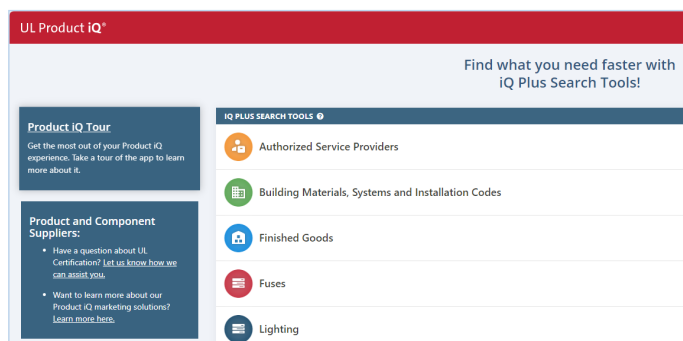 UL Product iQ®
Find what you need faster with
iQ Plus Search Tools!
Product iQ Tour
Get the most out of your Product iQ
experience. Take a tour of the app to learn
more about it.
Product and Component
Suppliers:
• Have a question about UL
Certification? Let us know how we
can assist you.
• Want to learn more about our
Product iQ marketing solutions?
Learn more here.
IQ PLUS SEARCH TOOLS ?
Authorized Service Providers
Building Materials, Systems and Installation Codes
Finished Goods
Fuses
Lighting